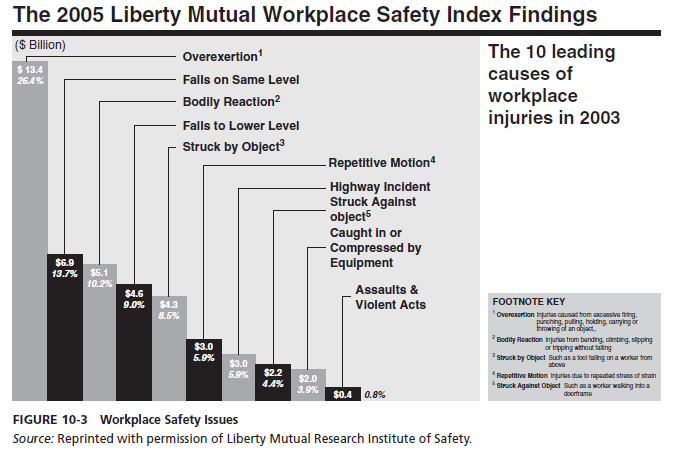 The 2005 Liberty Mutual Workplace Safety Index Findings
($ Billion)
$ 13.4
26.4%
Overexertion¹
Falls on Same Level
Bodily Reaction²
Falls to Lower Level
Struck by Object³
Repetitive Motion⁴
Highway Incident
Struck Against
object⁵
Caught in or
Compressed by
Equipment
Assaults &
Violent Acts
$6.9
13.7%
$5.1
10.2%
$4.6
9.0%
$4.3
8.5%
$3.0
5.9%
$3.0
5.9%
$2.2
4.4%
$2.0
3.9%
$0.4 0.8%
The 10 leading
causes of
workplace
injuries in 2003
FOOTNOTE KEY
¹ Overexertion Injuries caused from excessive firing,
punching, pulling, holding, carrying or
throwing of an object,.
² Bodily Reaction Injuries from bending, climbing, slipping
or tripping without falling
³ Struck by Object Such as a tool falling on a worker from
above
⁴ Repetitive Motion Injuries due to repeated stress of strain
⁵ Struck Against Object Such as a worker walking into a
doorframe
FIGURE 10-3 Workplace Safety Issues
Source: Reprinted with permission of Liberty Mutual Research Institute of Safety.